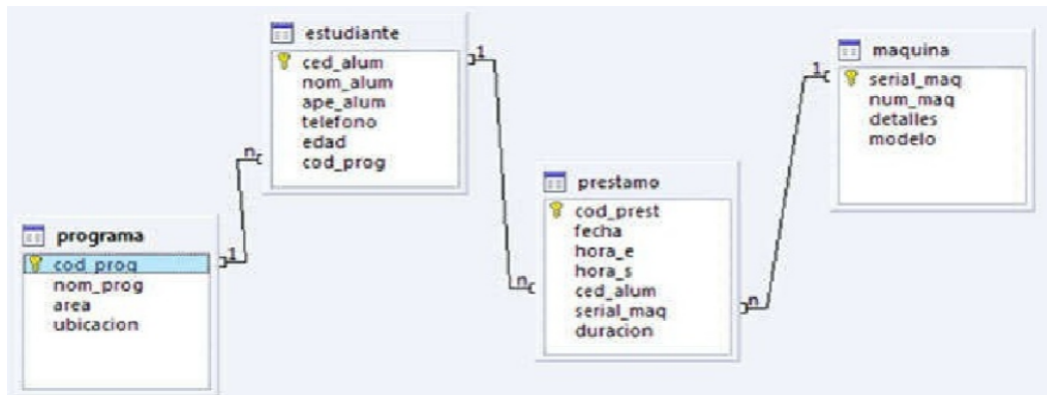 estudiante
ced_alum
nom_alum
ape_alum
telefono
edad
cod_prog
1
n
programa
cod_prog
nom_prog
area
ubicacion
1
prestamo
cod_prest
fecha
hora_e
hora_s
ced_alum
serial_maq
duracion
n
n
maquina
serial_maq
num_maq
detalles
modelo
1